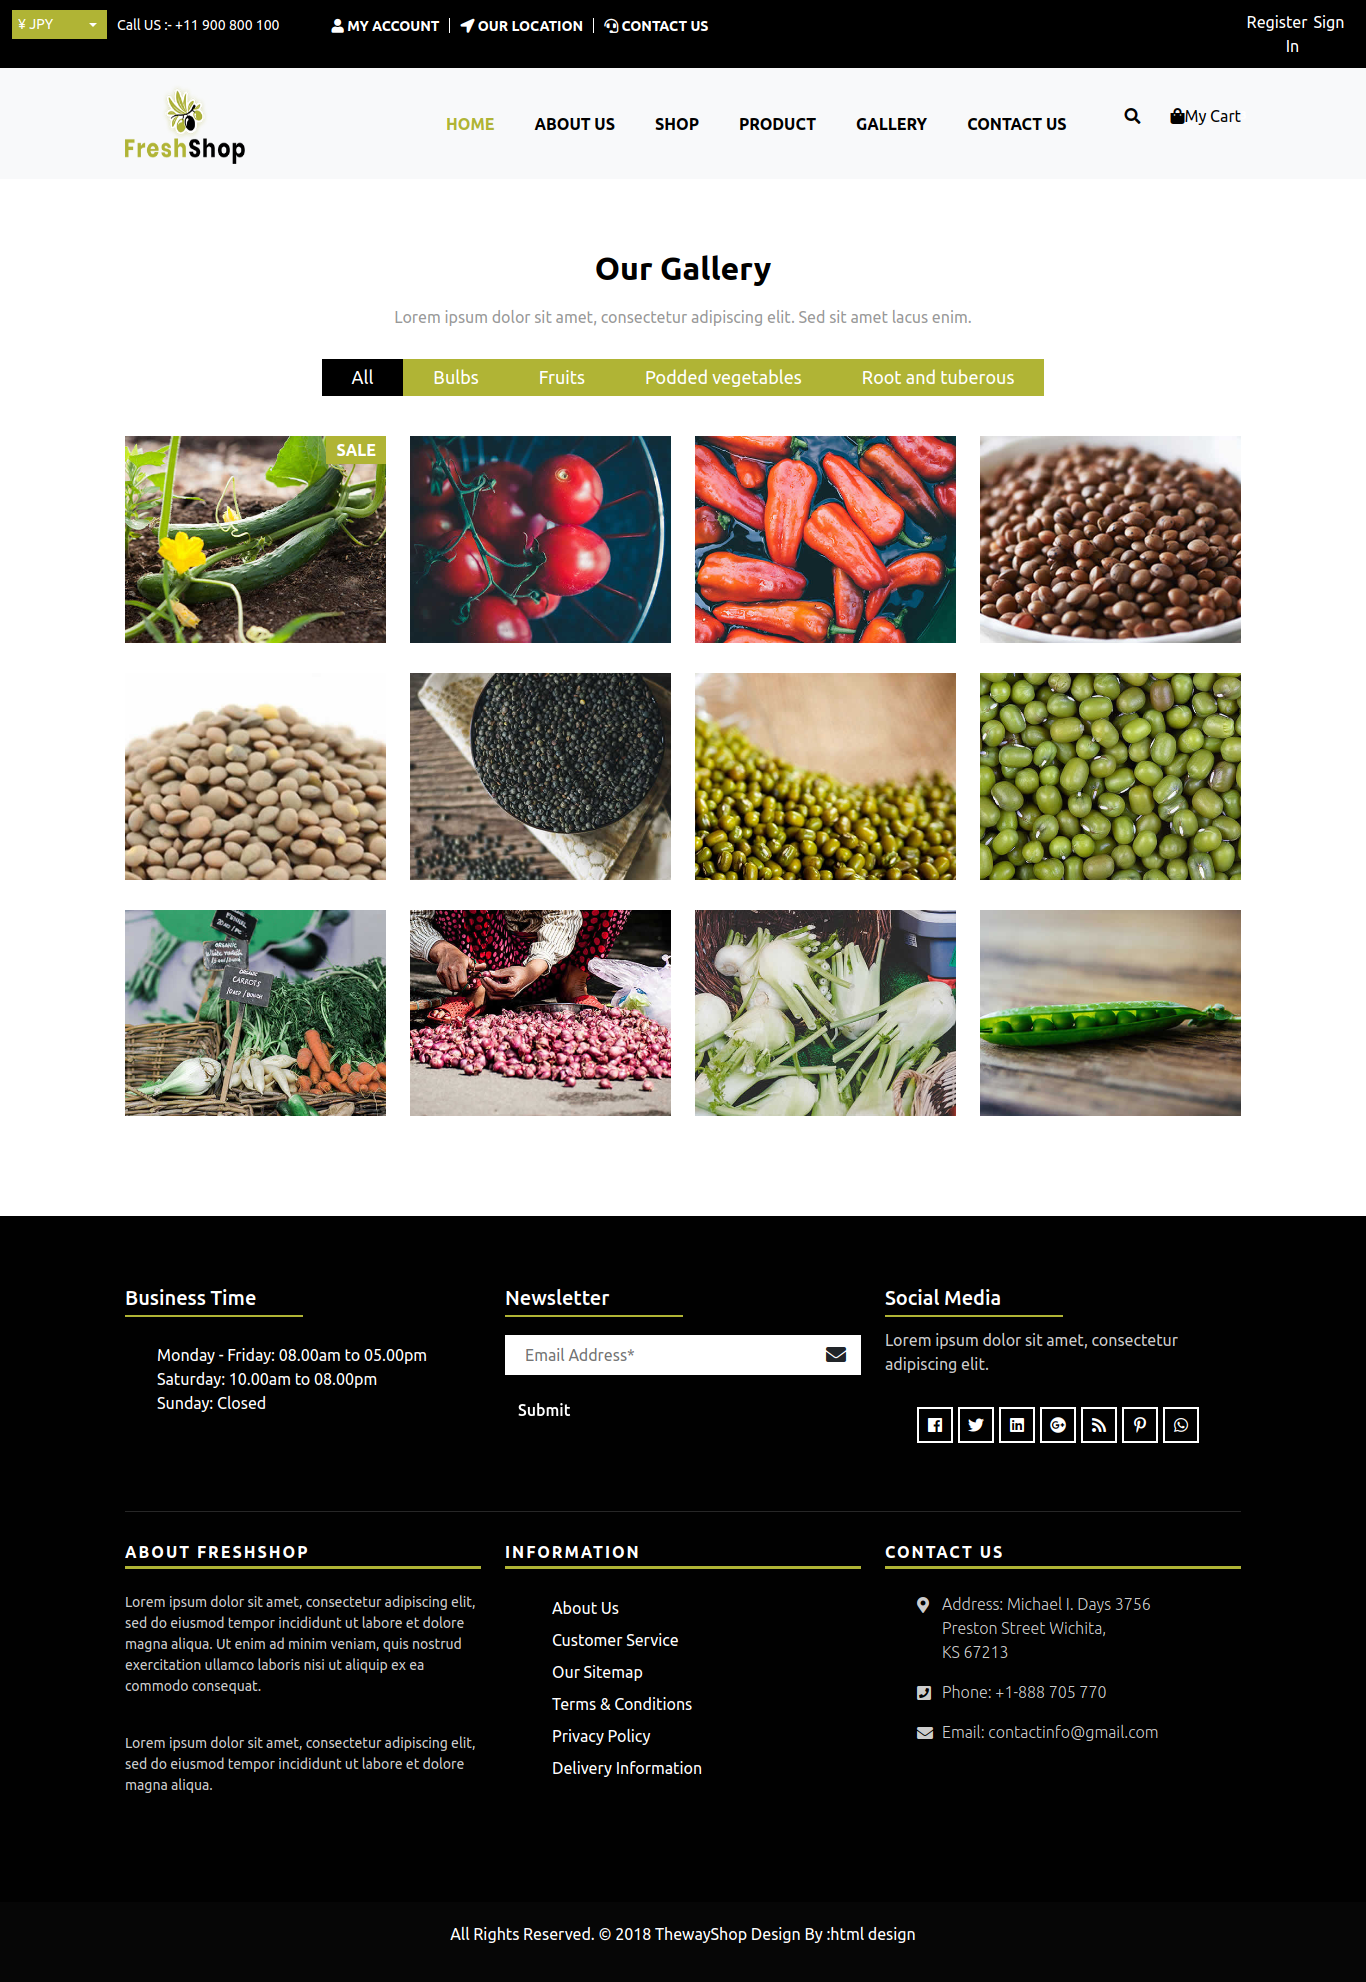 ¥ JPY
Call US :- +11 900 800 100
MY ACCOUNT
OUR LOCATION
CONTACT US
Register Sign
In
FreshShop
HOME
ABOUT US
SHOP
PRODUCT
GALLERY
CONTACT US
My Cart
Our Gallery
Lorem ipsum dolor sit amet, consectetur adipiscing elit. Sed sit amet lacus enim.
All
Bulbs
Fruits
Podded vegetables
Root and tuberous
SALE
FENNEL
ORGANIC
ORGANIC
CARROTS
Business Time
Monday - Friday: 08.00am to 05.00pm
Saturday: 10.00am to 08.00pm
Sunday: Closed
Newsletter
Email Address*
Submit
Social Media
Lorem ipsum dolor sit amet, consectetur
adipiscing elit.
ABOUT FRESHSHOP
Lorem ipsum dolor sit amet, consectetur adipiscing elit,
sed do eiusmod tempor incididunt ut labore et dolore
magna aliqua. Ut enim ad minim veniam, quis nostrud
exercitation ullamco laboris nisi ut aliquip ex ea
commodo consequat.
Lorem ipsum dolor sit amet, consectetur adipiscing elit,
sed do eiusmod tempor incididunt ut labore et dolore
magna aliqua.
INFORMATION
About Us
Customer Service
Our Sitemap
Terms & Conditions
Privacy Policy
Delivery Information
CONTACT US
Address: Michael I. Days 3756
Preston Street Wichita,
KS 67213
Phone: +1-888 705 770
Email: contactinfo@gmail.com
All Rights Reserved. © 2018 ThewayShop Design By :html design